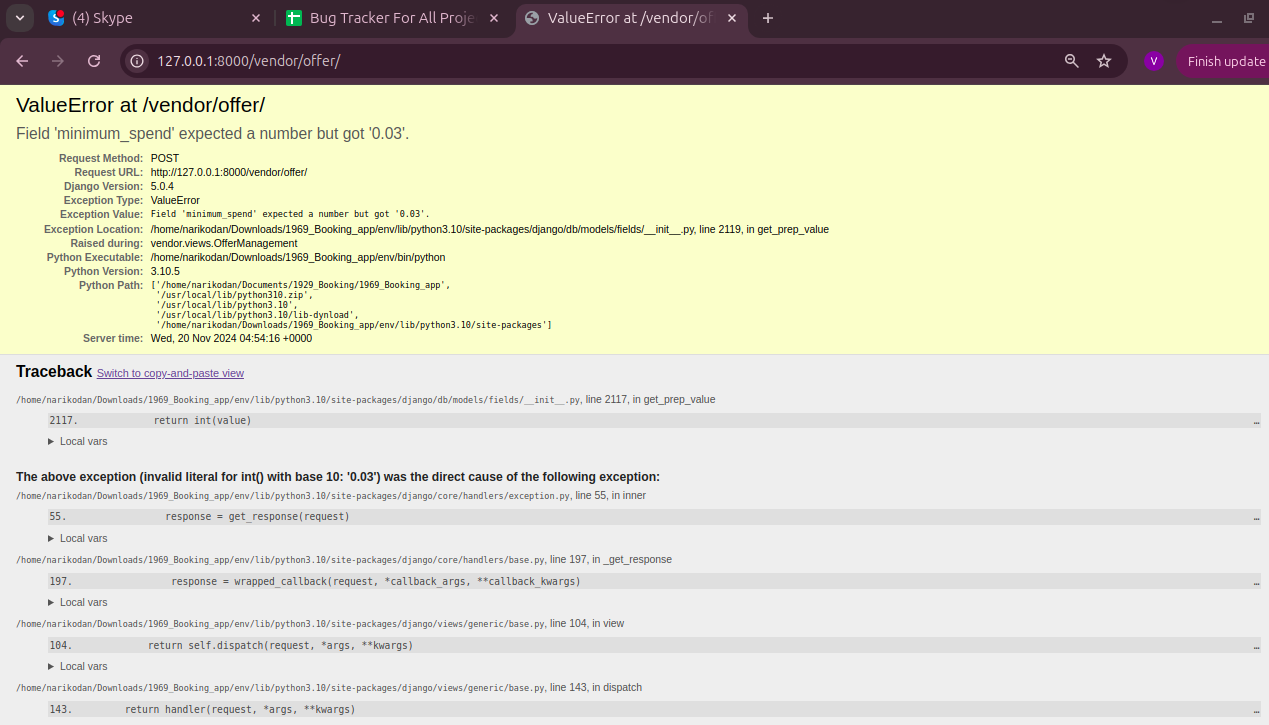 (4) Skype
Bug Tracker For All Proje
ValueError at /vendor/of
127.0.0.1:8000/vendor/offer/
V
Finish update
ValueError at /vendor/offer/
Field 'minimum_spend' expected a number but got '0.03'.
Request Method: POST
Request URL: http://127.0.0.1:8000/vendor/offer/
Django Version: 5.0.4
Exception Type: ValueError
Exception Value: Field 'minimum_spend' expected a number but got '0.03'.
Exception Location: /home/narikodan/Downloads/1969_Booking_app/env/lib/python3.10/site-packages/django/db/models/fields/__init__.py, line 2119, in get_prep_value
Raised during: vendor.views.OfferManagement
Python Executable: /home/narikodan/Downloads/1969_Booking_app/env/bin/python
Python Version: 3.10.5
Python Path: ['/home/narikodan/Documents/1929_Booking/1969_Booking_app',
'/usr/local/lib/python310.zip',
'/usr/local/lib/python3.10',
'/usr/local/lib/python3.10/lib-dynload',
'/home/narikodan/Downloads/1969_Booking_app/env/lib/python3.10/site-packages']
Server time: Wed, 20 Nov 2024 04:54:16 +0000
Traceback Switch to copy-and-paste view
/home/narikodan/Downloads/1969_Booking_app/env/lib/python3.10/site-packages/django/db/models/fields/__init__.py, line 2117, in get_prep_value
2117. return int(value) …
Local vars
The above exception (invalid literal for int() with base 10: '0.03') was the direct cause of the following exception:
/home/narikodan/Downloads/1969_Booking_app/env/lib/python3.10/site-packages/django/core/handlers/exception.py, line 55, in inner
55. response = get_response(request) …
Local vars
/home/narikodan/Downloads/1969_Booking_app/env/lib/python3.10/site-packages/django/core/handlers/base.py, line 197, in _get_response
197. response = wrapped_callback(request, *callback_args, **callback_kwargs) …
Local vars
/home/narikodan/Downloads/1969_Booking_app/env/lib/python3.10/site-packages/django/views/generic/base.py, line 104, in view
104. return self.dispatch(request, *args, **kwargs) …
Local vars
/home/narikodan/Downloads/1969_Booking_app/env/lib/python3.10/site-packages/django/views/generic/base.py, line 143, in dispatch
143. return handler(request, *args, **kwargs) …